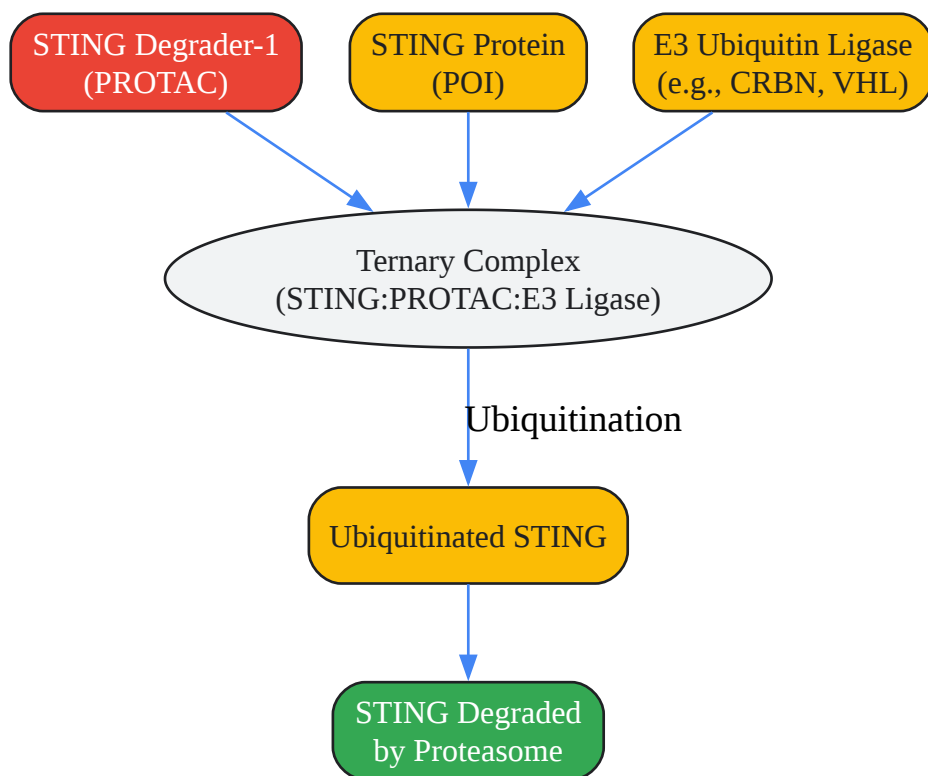 STING Degrader-1
(PROTAC)
STING Protein
(POI)
E3 Ubiquitin Ligase
(e.g., CRBN, VHL)
Ternary Complex
(STING:PROTAC:E3 Ligase)
Ubiquitination
Ubiquitinated STING
STING Degraded
by Proteasome